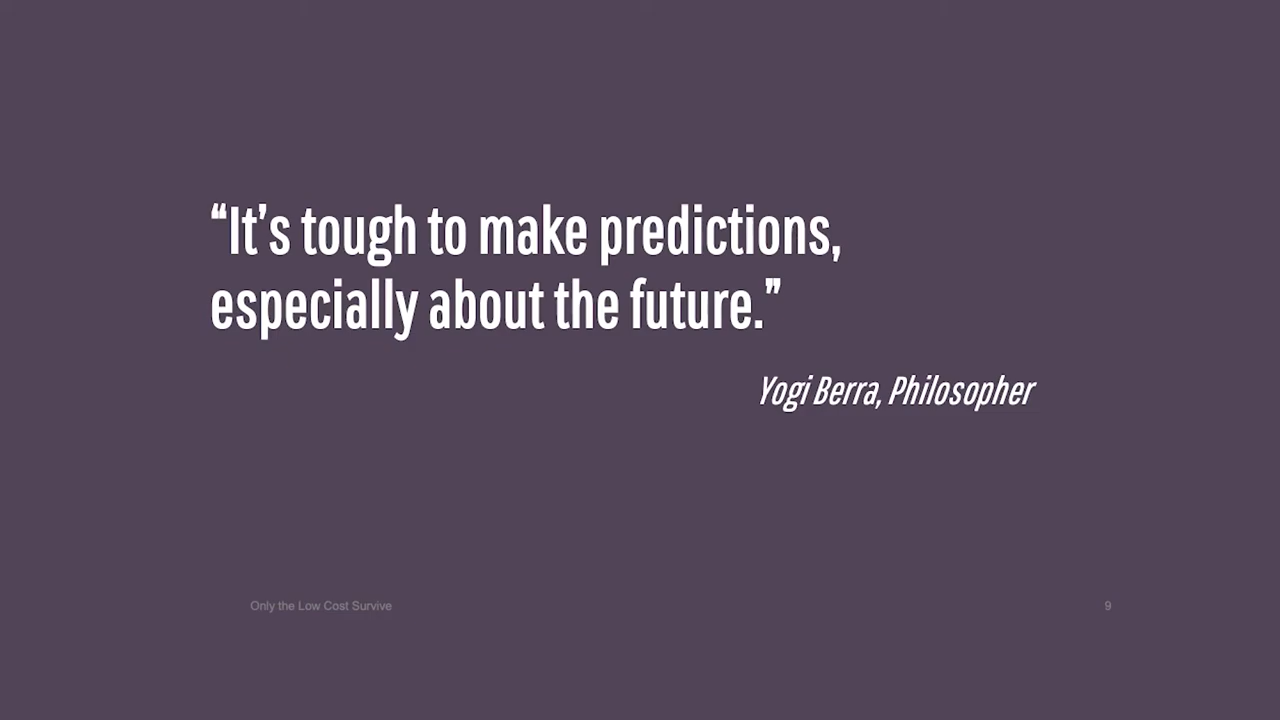 “It’s tough to make predictions,
especially about the future.”
Yogi Berra, Philosopher
Only the Low Cost Survive
9